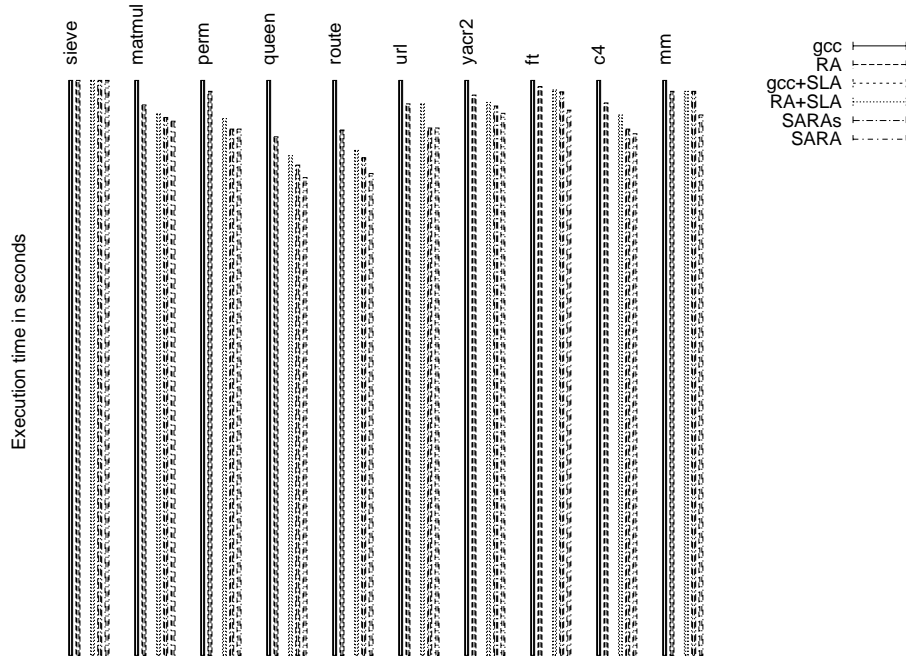 sieve
matmul
perm
queen
route
url
yacr2
ft
c4
mm
gcc
RA
gcc+SLA
RA+SLA
SARAs
SARA
Execution time in seconds